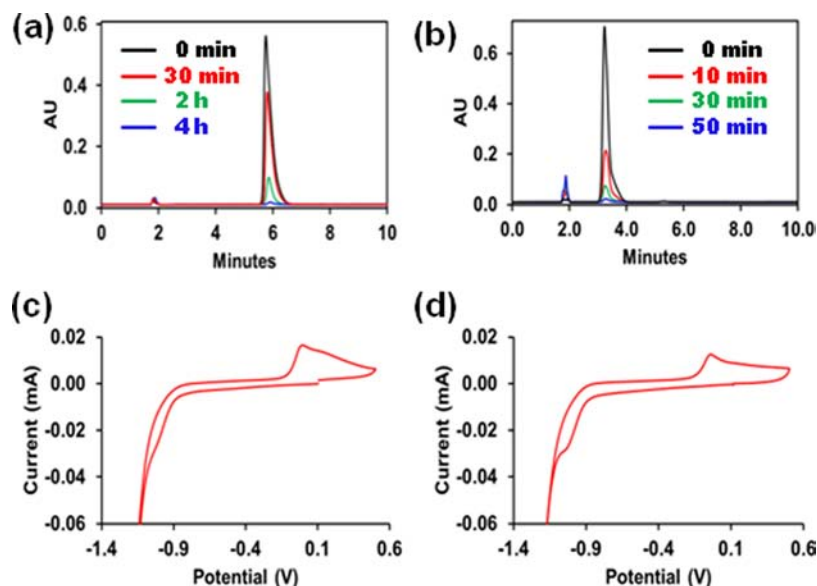 (a)
0.6
0.4
0.2
0.0
AU
0 min
30 min
2 h
4 h
0 2 4 6 8 10
Minutes
(b)
0.6
0.4
0.2
0.0
AU
0 min
10 min
30 min
50 min
0.0 2.0 4.0 6.0 8.0 10.00
Minutes
(c)
0.02
0.00
-0.02
-0.04
-0.06
Current (mA)
-1.4 -0.9 -0.4 0.1 0.6
Potential (V)
(d)
0.02
0.00
-0.02
-0.04
-0.06
Current (mA)
-1.4 -0.9 -0.4 0.1 0.6
Potential (V)